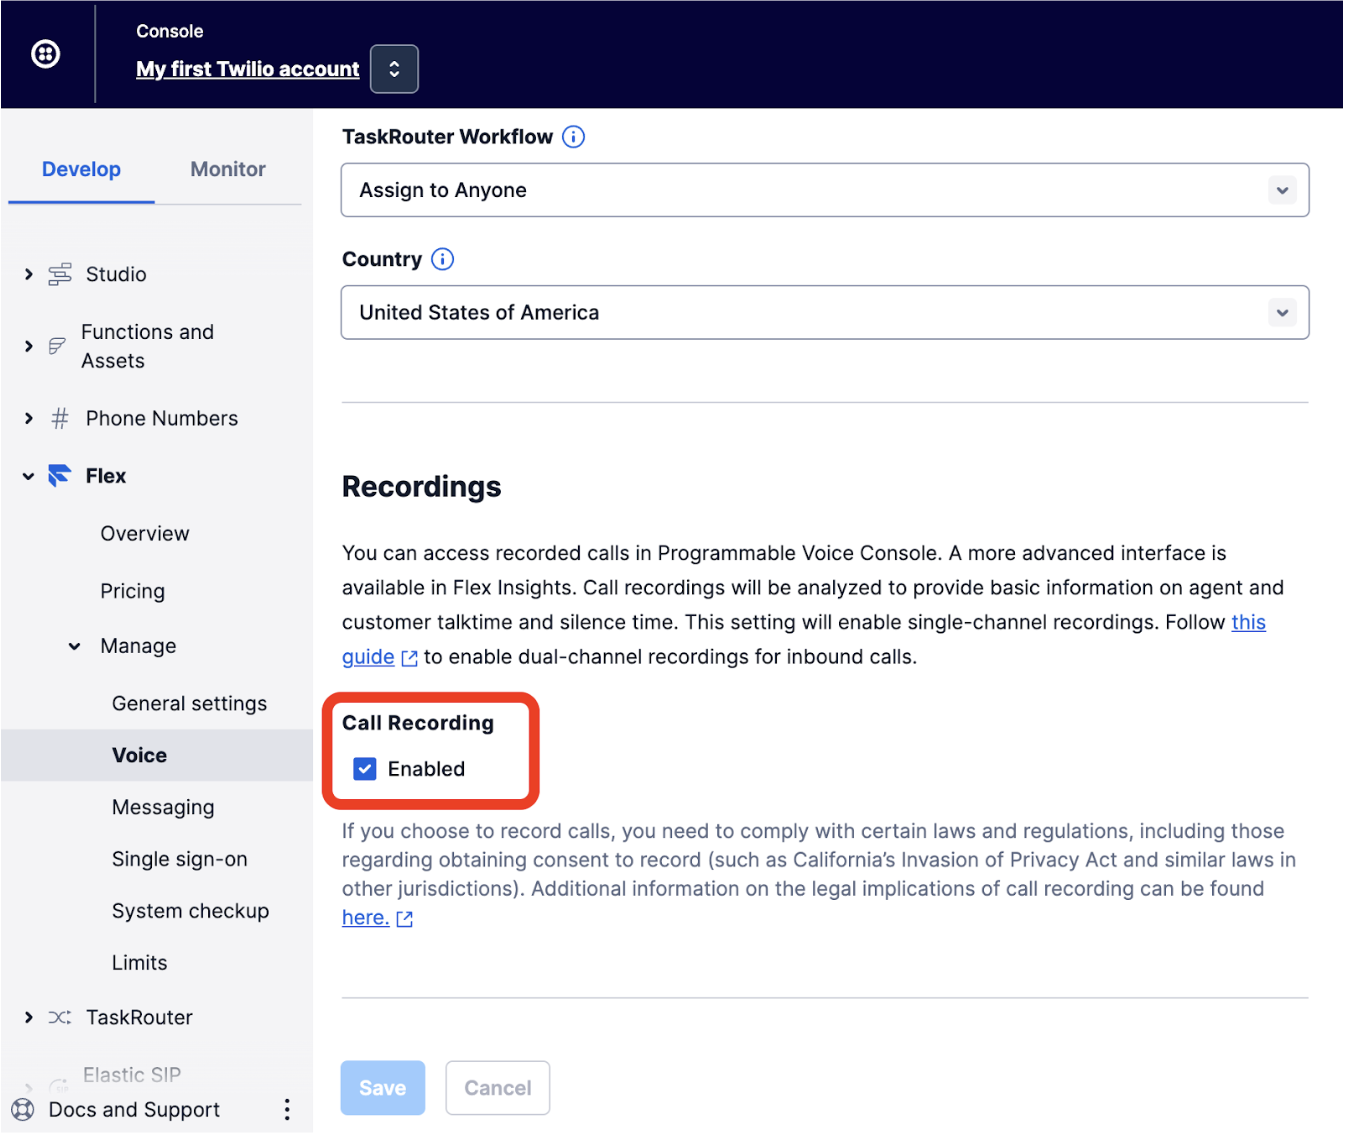 Console
My first Twilio account
Develop
Monitor
Studio
Functions and
Assets
# Phone Numbers
Flex
Overview
Pricing
Manage
General settings
Voice
Messaging
Single sign-on
System checkup
Limits
TaskRouter
Elastic SIP
Docs and Support
TaskRouter Workflow
Assign to Anyone
Country
United States of America
Recordings
You can access recorded calls in Programmable Voice Console. A more advanced interface is
available in Flex Insights. Call recordings will be analyzed to provide basic information on agent and
customer talktime and silence time. This setting will enable single-channel recordings. Follow this
guide to enable dual-channel recordings for inbound calls.
Call Recording
Enabled
If you choose to record calls, you need to comply with certain laws and regulations, including those
regarding obtaining consent to record (such as California’s Invasion of Privacy Act and similar laws in
other jurisdictions). Additional information on the legal implications of call recording can be found
here.
Save
Cancel